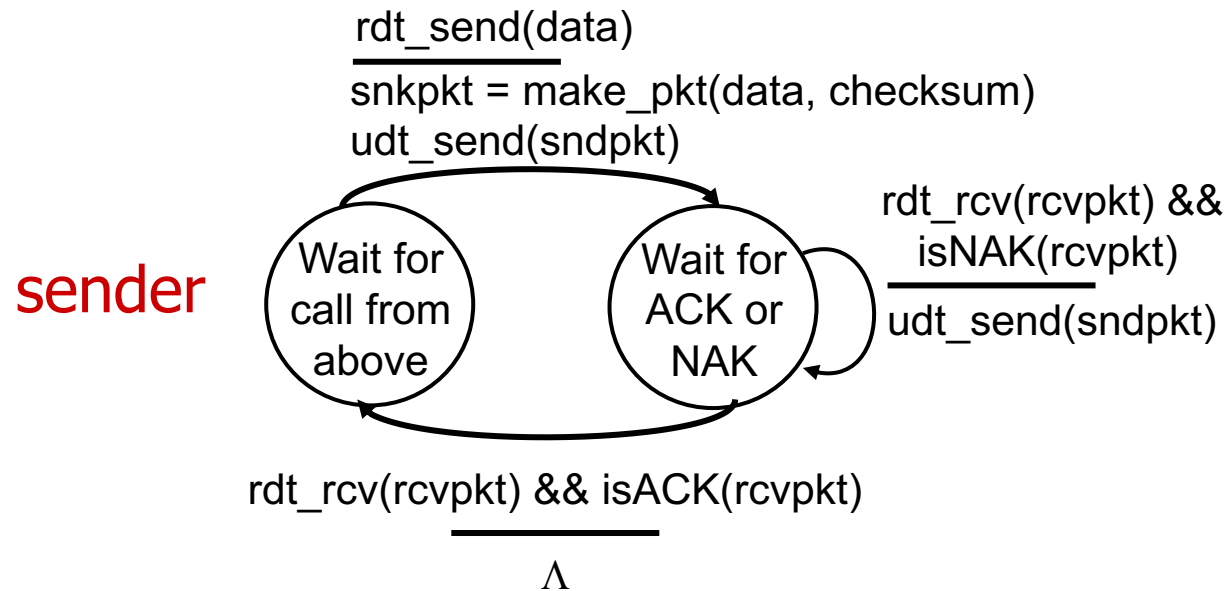 rdt_send(data)
snkpkt = make_pkt(data, checksum)
udt_send(sndpkt)
sender
Wait for
call from
above
Wait for
ACK or
NAK
rdt_rcv(rcvpkt) &&
isNAK(rcvpkt)
udt_send(sndpkt)
rdt_rcv(rcvpkt) && isACK(rcvpkt)
Λ